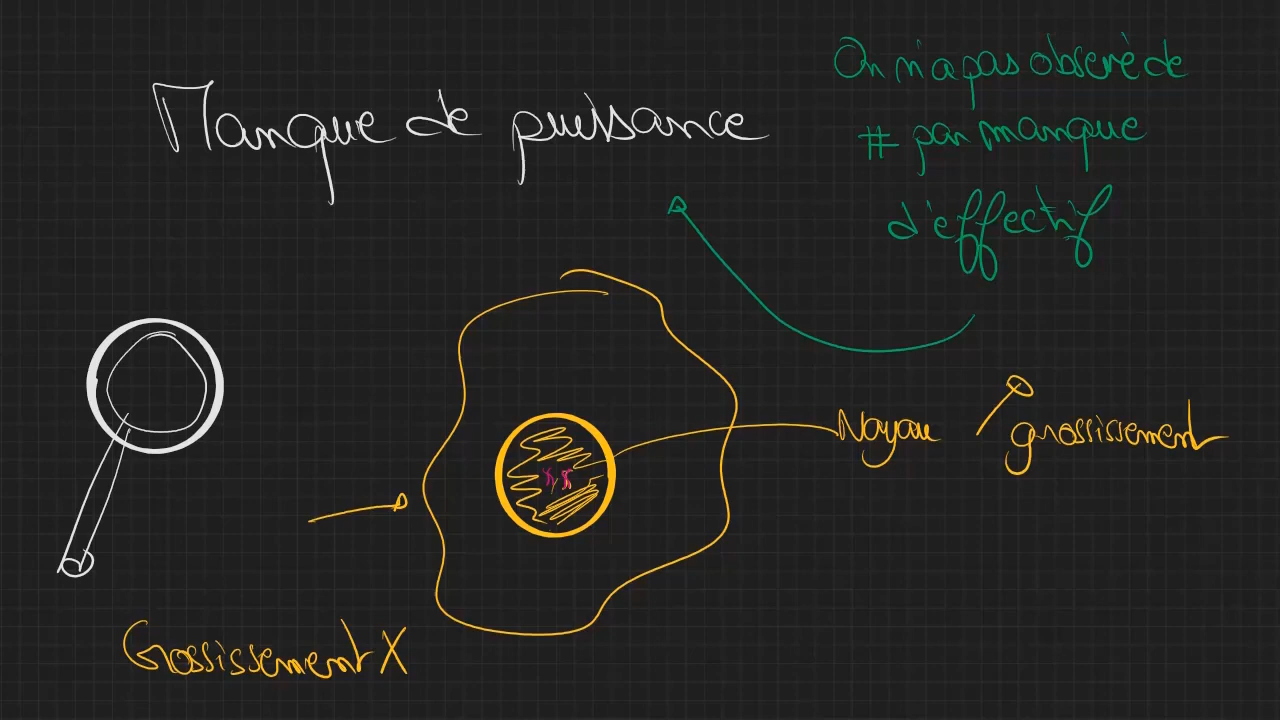 Manque de puissance
On n'a pas observé de
# par manque
d'effectif
Noyau
grossissement
Grossissement X